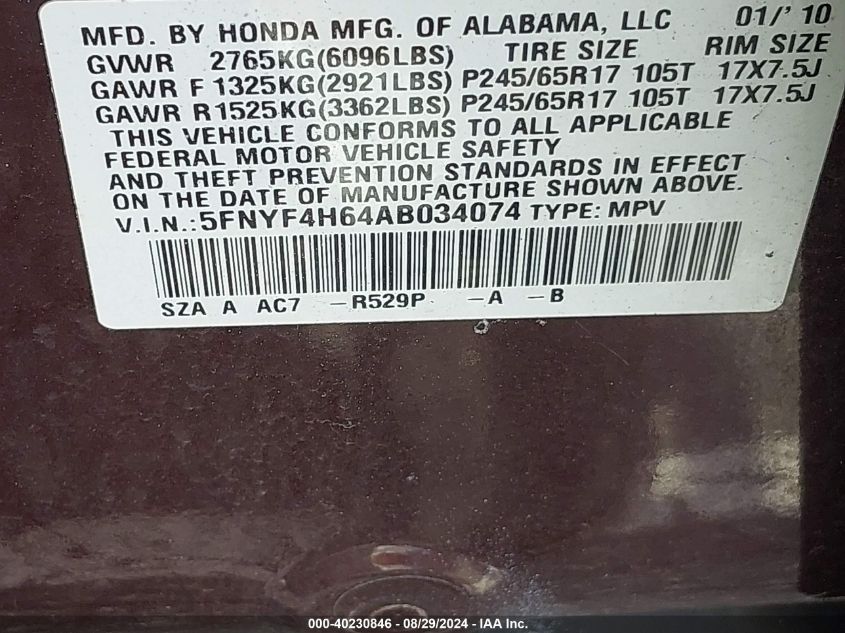 MFD. BY HONDA MFG. OF ALABAMA, LLC 01/' 10
GVWR 2765KG(6096LBS) TIRE SIZE RIM SIZE
GAWR F 1325KG(2921LBS) P245/65R17 105T 17X7.5J
GAWR R1525KG(3362LBS) P245/65R17 105T 17X7.5J
THIS VEHICLE CONFORMS TO ALL APPLICABLE
FEDERAL MOTOR VEHICLE SAFETY
AND THEFT PREVENTION STANDARDS IN EFFECT
ON THE DATE OF MANUFACTURE SHOWN ABOVE.
V.I.N.:5FNYF4H64AB034074 TYPE: MPV
SZA A AC7 -R529P -A -B
000-40230846 - 08/29/2024 - IAA Inc.